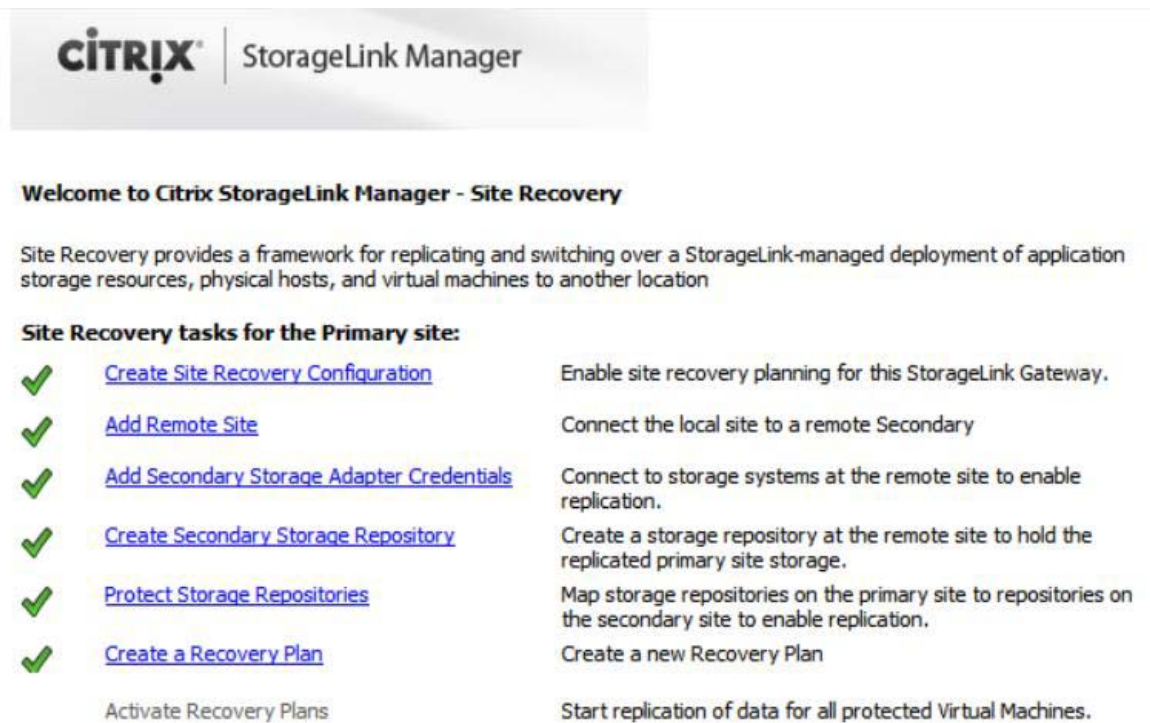 CİTRIX® StorageLink Manager
Welcome to Citrix StorageLink Manager - Site Recovery
Site Recovery provides a framework for replicating and switching over a StorageLink-managed deployment of application
storage resources, physical hosts, and virtual machines to another location
Site Recovery tasks for the Primary site:
Create Site Recovery Configuration Enable site recovery planning for this StorageLink Gateway.
Add Remote Site Connect the local site to a remote Secondary
Add Secondary Storage Adapter Credentials Connect to storage systems at the remote site to enable
replication.
Create Secondary Storage Repository Create a storage repository at the remote site to hold the
replicated primary site storage.
Protect Storage Repositories Map storage repositories on the primary site to repositories on
the secondary site to enable replication.
Create a Recovery Plan Create a new Recovery Plan
Activate Recovery Plans Start replication of data for all protected Virtual Machines.